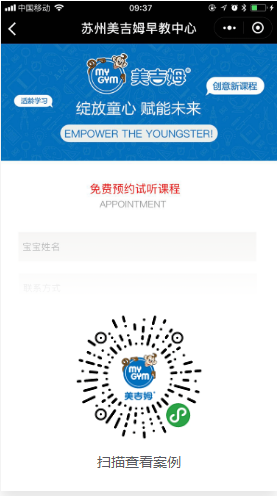 中国移动
09:37
苏州美吉姆早教中心
MY GYM
美吉姆®
创意新课程
适龄学习
绽放童心 赋能未来
EMPOWER THE YOUNGSTER!
免费预约试听课程
APPOINTMENT
宝宝姓名
联系方式
MY GYM
美吉姆
扫描查看案例